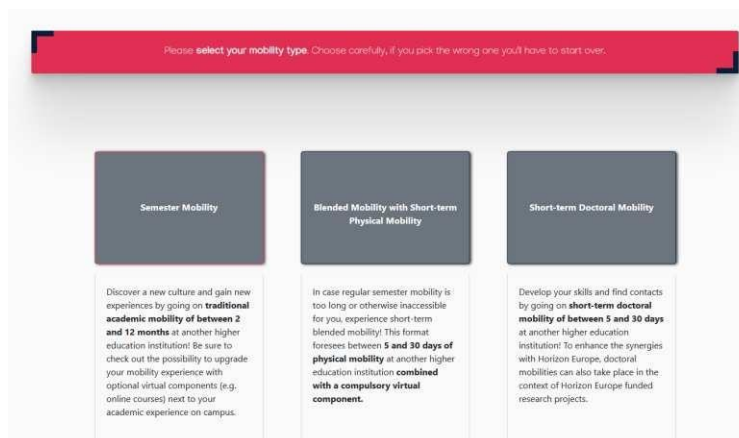 Please select your mobility type. Choose carefully, if you pick the wrong one you'll have to start over.
Semester Mobility
Blended Mobility with Short-term
Physical Mobility
Short-term Doctoral Mobility
Discover a new culture and gain new
experiences by going on traditional
academic mobility of between 2
and 12 months at another higher
education institution! Be sure to
check out the possibility to upgrade
your mobility experience with
optional virtual components (e.g.
online courses) next to your
academic experience on campus.
In case regular semester mobility is
too long or otherwise inaccessible
for you, experience short-term
blended mobility! This format
foresees between 5 and 30 days of
physical mobility at another higher
education institution combined
with a compulsory virtual
component.
Develop your skills and find contacts
by going on short-term doctoral
mobility of between 5 and 30 days
at another higher education
institution! To enhance the synergies
with Horizon Europe, doctoral
mobilities can also take place in the
context of Horizon Europe funded
research projects.